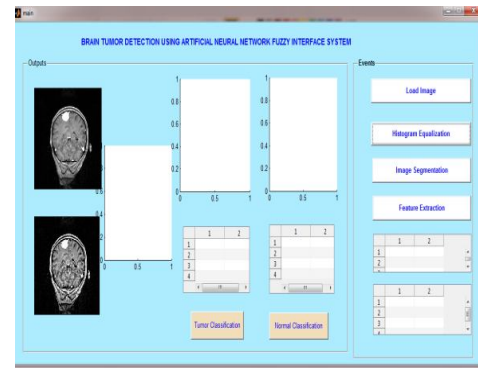 main
BRAIN TUMOR DETECTION USING ARTIFICIAL NEURAL NETWORK FUZZY INTERFACE SYSTEM
Outputs
Events
Load Image
Histogram Equalization
Image Segmentation
Feature Extraction
1
0.8
0.6
0.4
0.2
0
0 0.5 1
1
0.8
0.6
0.4
0.2
0
0 0.5 1
0.6
0.4
0
0 0.5 1
1 2
1
2
3
4
1 2
1
2
3
4
1 2
1
2
1 2
1
2
3
Tumor Classification
Normal Classification